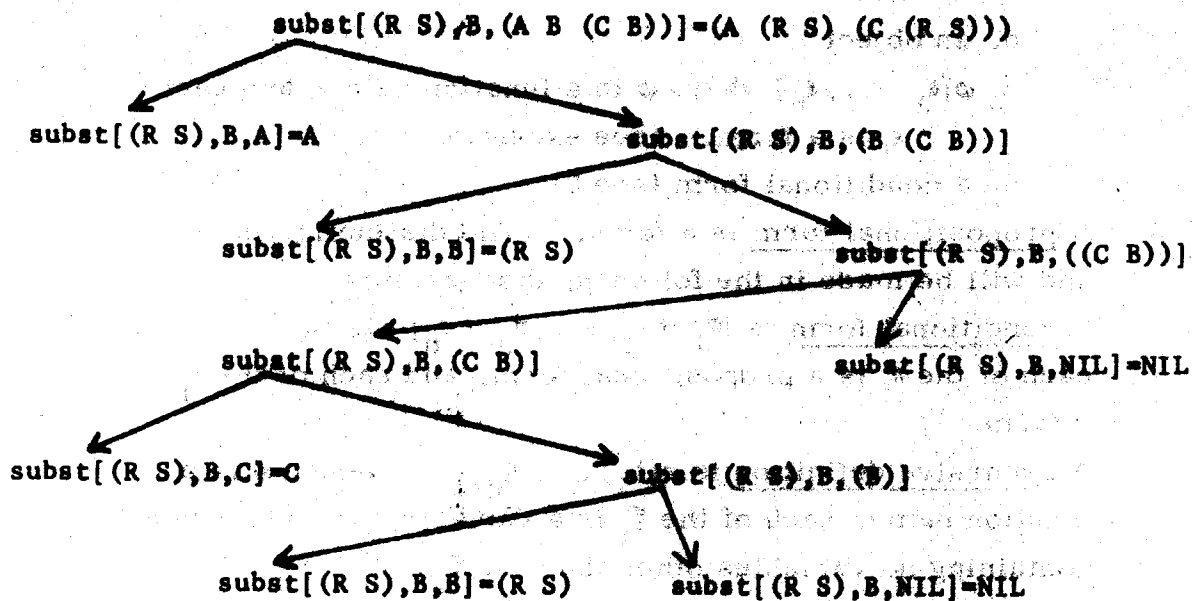 subst[(R S),B,(A B (C B))]=(A (R S) (C (R S)))
subst[(R S),B,A]=A
subst[(R S),B,(B (C B))]
subst[(R S),B,B]=(R S)
subst[(R S),B,((C B))]
subst[(R S),B,(C B)]
subst[(R S),B,NIL]=NIL
subst[(R S),B,C]=C
subst[(R S),B,(B)]
subst[(R S),B,B]=(R S)
subst[(R S),B,NIL]=NIL